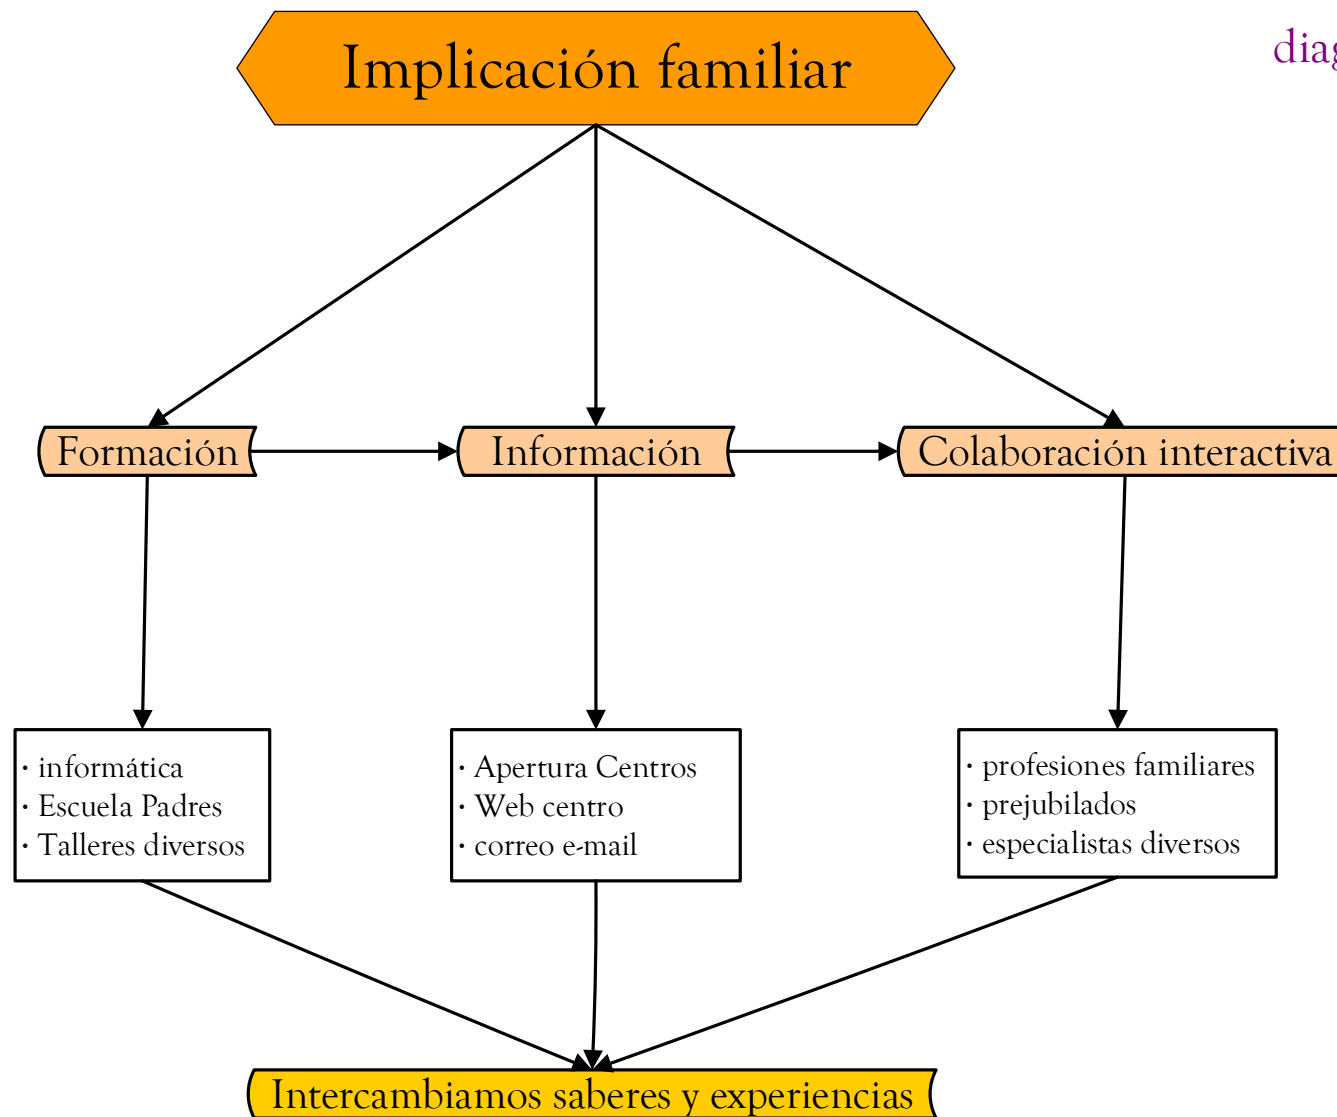 Implicación familiar
diag
Formación
Información
Colaboración interactiva
· informática
· Escuela Padres
· Talleres diversos
· Apertura Centros
· Web centro
· correo e-mail
· profesiones familiares
· prejubilados
· especialistas diversos
Intercambiamos saberes y experiencias